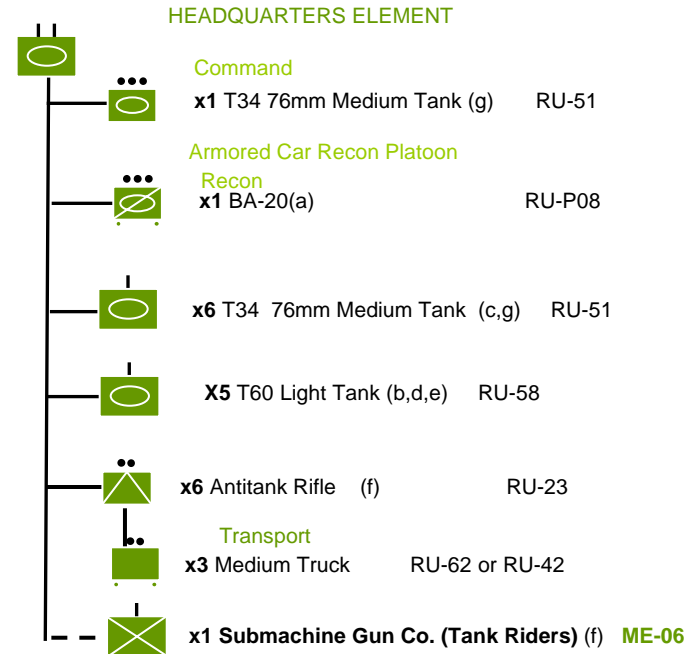 HEADQUARTERS ELEMENT
Command
x1 T34 76mm Medium Tank (g) RU-51
Armored Car Recon Platoon
Recon
x1 BA-20(a) RU-P08
x6 T34 76mm Medium Tank (c,g) RU-51
X5 T60 Light Tank (b,d,e) RU-58
x6 Antitank Rifle (f) RU-23
Transport
x3 Medium Truck RU-62 or RU-42
x1 Submachine Gun Co. (Tank Riders) (f) ME-06